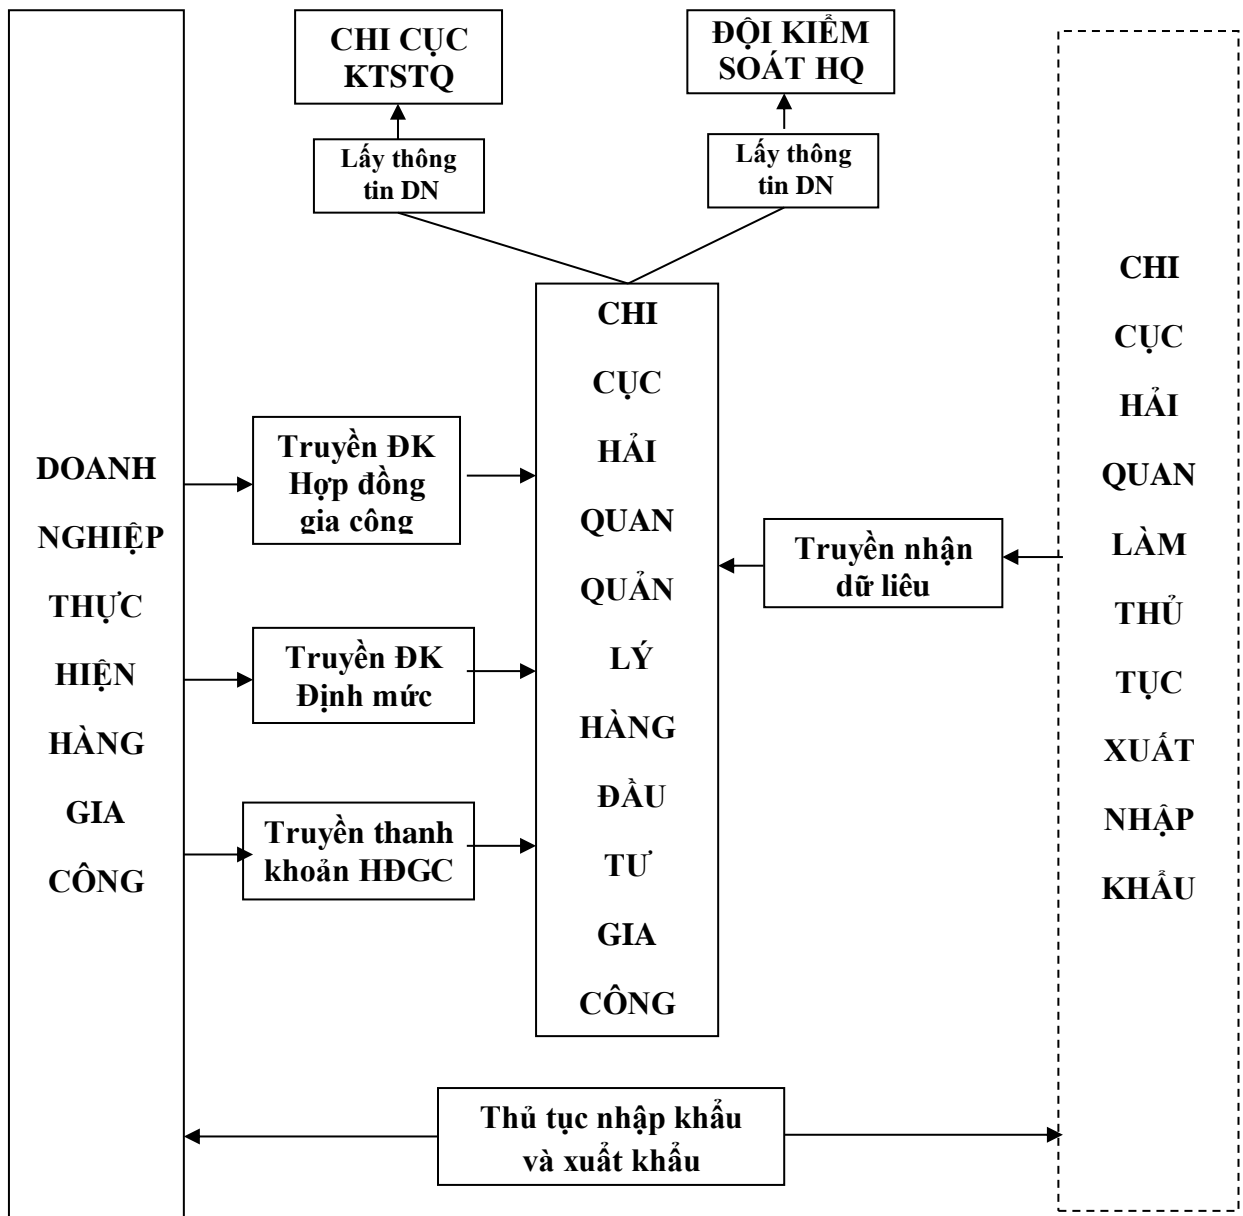 CHI CỤC
KTSTQ
ĐỘI KIỂM
SOÁT HQ
Lấy thông
tin DN
Lấy thông
tin DN
DOANH
NGHIỆP
THỰC
HIỆN
HÀNG
GIA
CÔNG
Truyền ĐK
Hợp đồng
gia công
Truyền ĐK
Định mức
Truyền thanh
khoản HĐGC
CHI
CỤC
HẢI
QUAN
QUẢN
LÝ
HÀNG
ĐẦU
TƯ
GIA
CÔNG
Truyền nhận
dữ liêu
CHI
CỤC
HẢI
QUAN
LÀM
THỦ
TỤC
XUẤT
NHẬP
KHẨU
Thủ tục nhập khẩu
và xuẩt khẩu